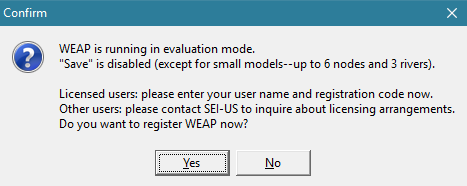 Confirm
WEAP is running in evaluation mode.
"Save" is disabled (except for small models--up to 6 nodes and 3 rivers).
Licensed users: please enter your user name and registration code now.
Other users: please contact SEI-US to inquire about licensing arrangements.
Do you want to register WEAP now?
Yes
No